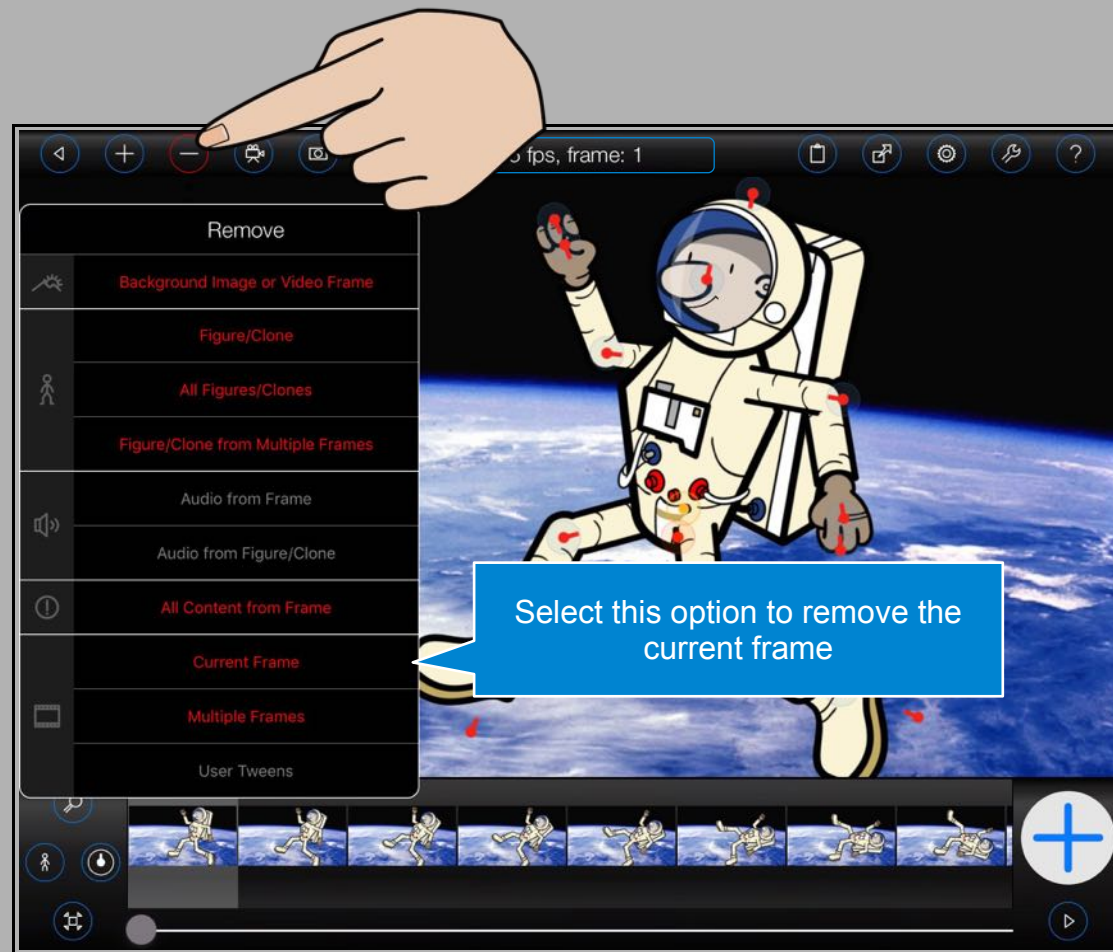 5 fps, frame: 1
?
Remove
Background Image or Video Frame
Figure/Clone
All Figures/Clones
Figure/Clone from Multiple Frames
Audio from Frame
Audio from Figure/Clone
All Content from Frame
Current Frame
Multiple Frames
User Tweens
Select this option to remove the
current frame